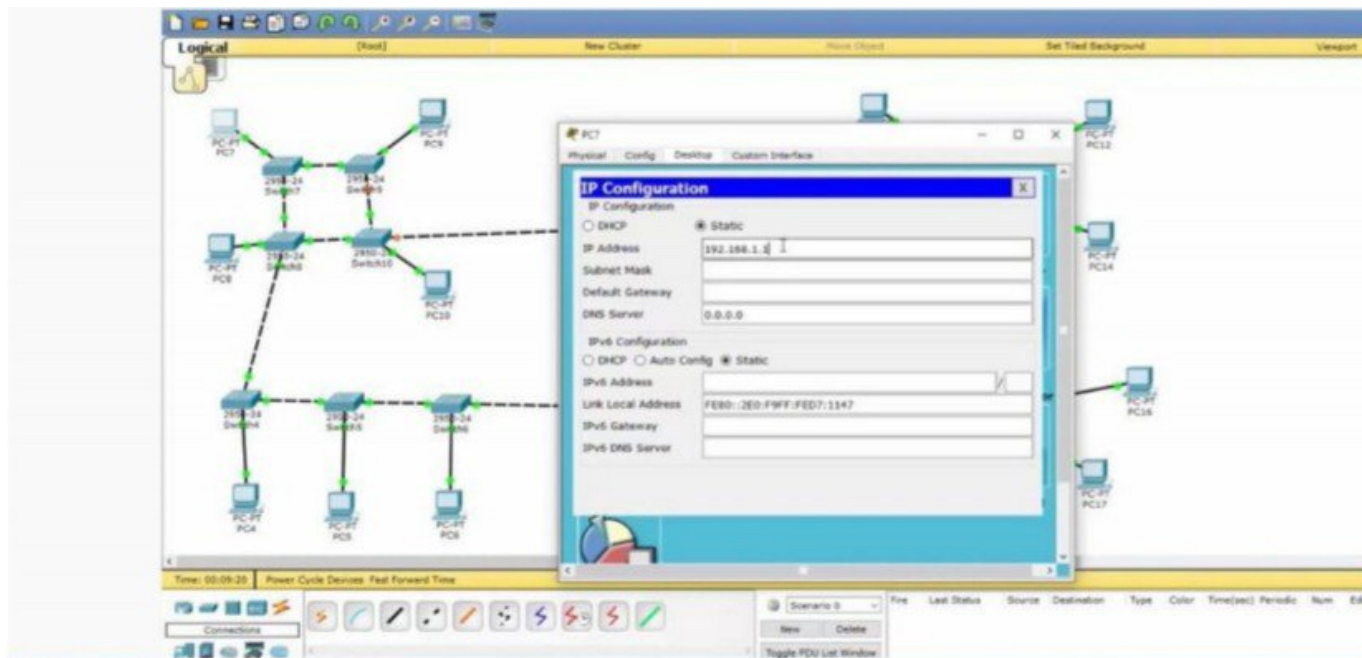 Logical
[Root]
New Cluster
Move Object
Set Tiled Background
Viewport
PC-PT
PC7
PC-PT
PC9
2950-24
Switch7
PC-PT
PC8
2950-24
Switch10
PC-PT
PC10
2950-24
Switch4
2950-24
2950-24
PC-PT
PC4
PC-PT
PC5
PC-PT
PC6
PC-PT
PC12
PC-PT
PC14
PC-PT
PC16
PC-PT
PC17
PC7
Physical Config Desktop Custom Interface
IP Configuration X
IP Configuration
DHCP Static
IP Address 192.168.1.1
Subnet Mask
Default Gateway
DNS Server 0.0.0.0
IPv6 Configuration
DHCP Auto Config Static
IPv6 Address /
Link Local Address FE80::2E0:F9FF:FED7:1147
IPv6 Gateway
IPv6 DNS Server
Time: 00:09:20 Power Cycle Devices Fast Forward Time
Connections
Scenario 0
New Delete
Toggle PDU List Window
Fire Last Status Source Destination Type Color Time(sec) Periodic Num Ed